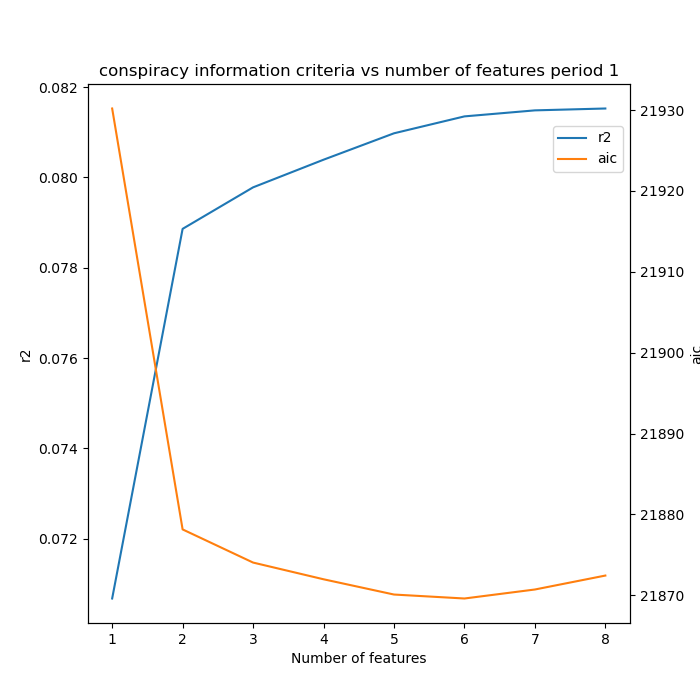 conspiracy information criteria vs number of features period 1
0.082
0.080
0.078
0.076
0.074
0.072
r2
21930
21920
21910
21900
21890
21880
21870
aic
r2
aic
1 2 3 4 5 6 7 8
Number of features